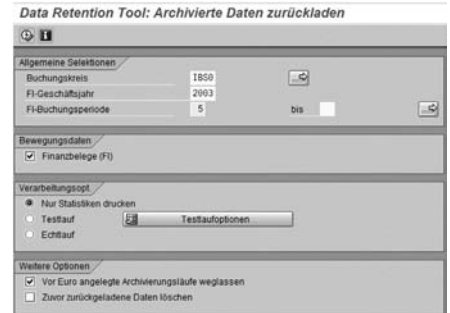 Data Retention Tool: Archivierte Daten zurückladen
Allgemeine Selektionen
Buchungskreis IBS0
FI-Geschäftsjahr 2003
FI-Buchungsperiode 5 bis
Bewegungsdaten
Finanzbelege (FI)
Verarbeitungsopt.
Nur Statistiken drucken
Testlauf Testlaufoptionen
Echtlauf
Weitere Optionen
Vor Euro angelegte Archivierungsläufe weglassen
Zuvor zurückgeladene Daten löschen